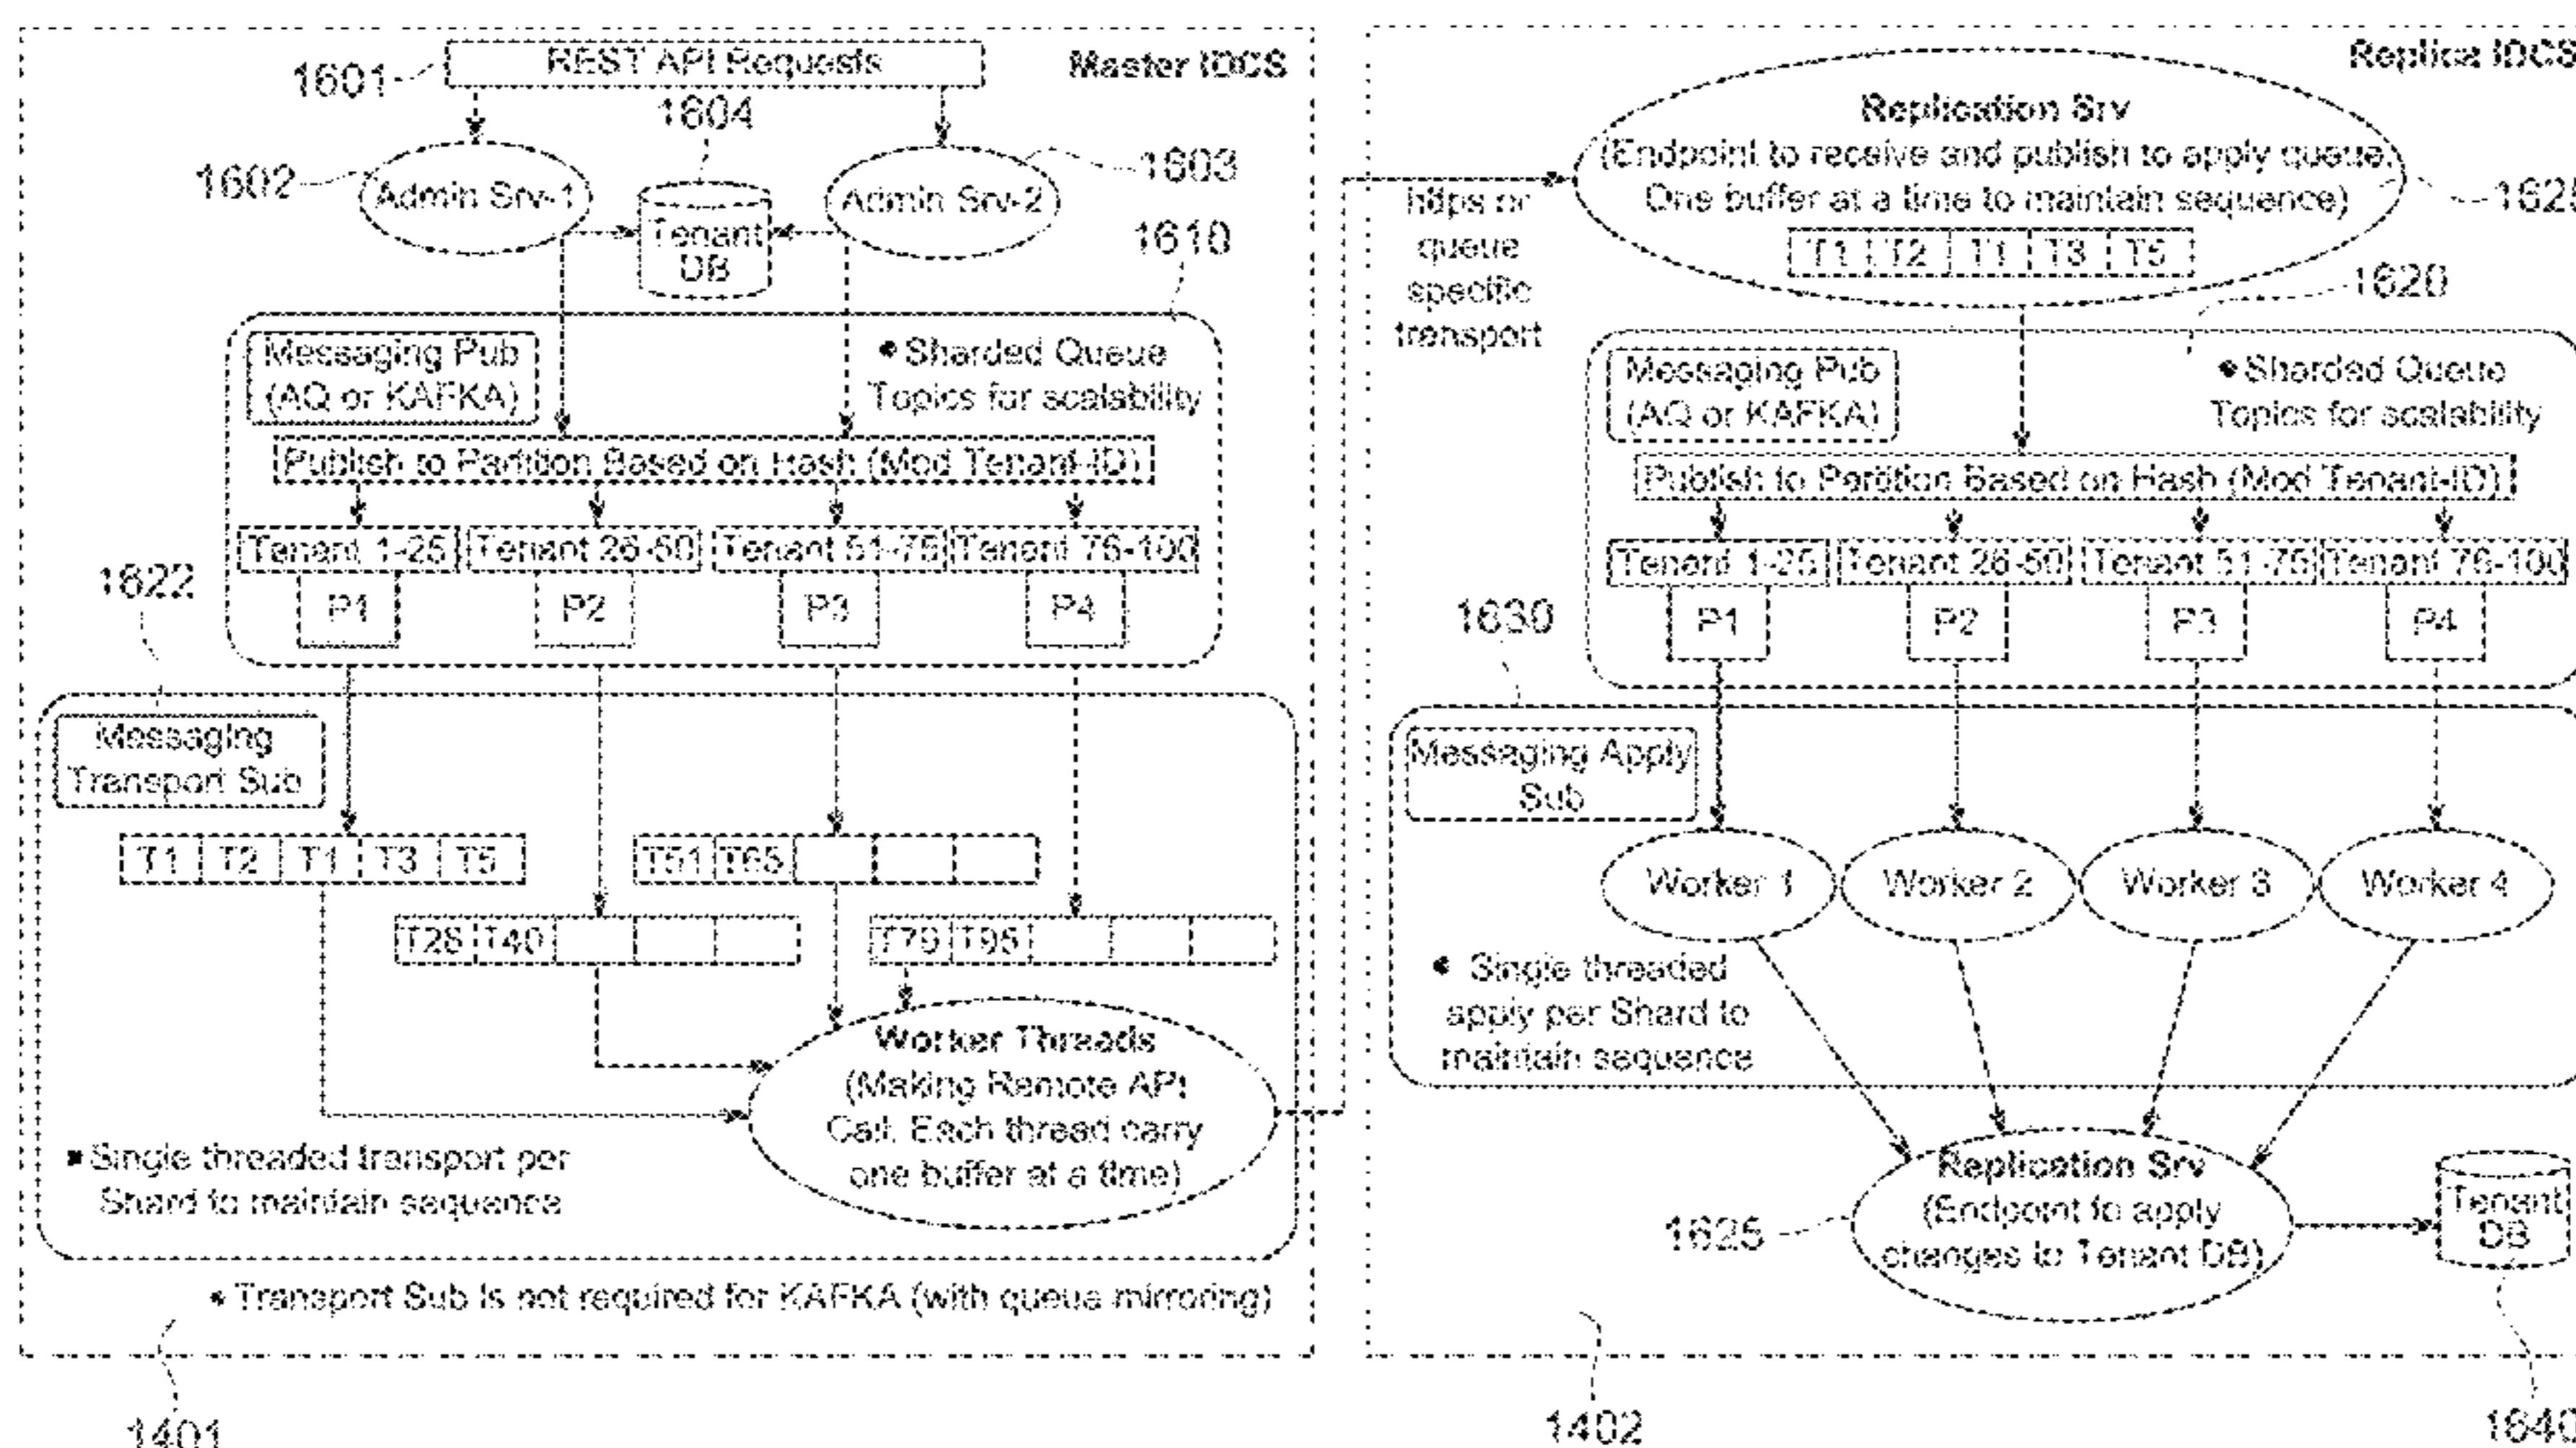 REST API Requests
Master IDCS
1601
1604
1602
Admin Srv-1
Admin Srv-2
1603
Tenant
DB
1610
Messaging Pub
(AQ or KAFKA)
• Sharded Queue
Topics for scalability
Publish to Partition Based on Hash (Mod Tenant-ID)
Tenant 1-25
Tenant 26-50
Tenant 51-75
Tenant 76-100
P1
P2
P3
P4
1622
Messaging
Transport Sub
T1 T2 T1 T3 T5
T51 T65
T28 T40
T79 T95
Worker Threads
(Making Remote API
Call. Each thread carry
one buffer at a time)
• Single threaded transport per
Shard to maintain sequence
• Transport Sub is not required for KAFKA (with queue mirroring)
1401
https or
queue
specific
transport
Replica IDCS
Replication Srv
(Endpoint to receive and publish to apply queue.
One buffer at a time to maintain sequence)
T1 T2 T1 T3 T5
1625
1620
Messaging Pub
(AQ or KAFKA)
• Sharded Queue
Topics for scalability
Publish to Partition Based on Hash (Mod Tenant-ID)
Tenant 1-25
Tenant 26-50
Tenant 51-75
Tenant 76-100
P1
P2
P3
P4
1630
Messaging Apply
Sub
Worker 1
Worker 2
Worker 3
Worker 4
• Single threaded
apply per Shard to
maintain sequence
1625
Replication Srv
(Endpoint to apply
changes to Tenant DB)
Tenant
DB
1402
1640